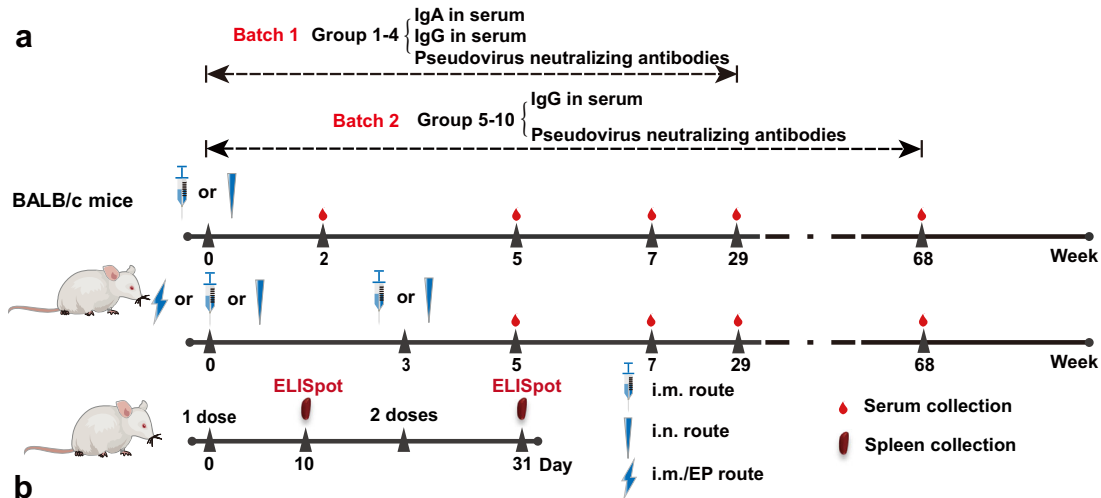 a
Batch 1 Group 1-4
IgA in serum
IgG in serum
Pseudovirus neutralizing antibodies
Batch 2 Group 5-10
IgG in serum
Pseudovirus neutralizing antibodies
BALB/c mice
or
0 2 5 7 29 68 Week
or or or
0 3 5 7 29 68 Week
ELISpot ELISpot
1 dose 2 doses
0 10 31 Day
i.m. route
i.n. route
i.m./EP route
Serum collection
Spleen collection
b